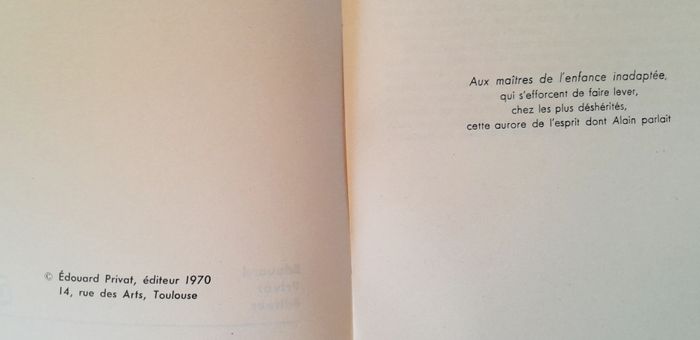 © Édouard Privat, éditeur 1970
14, rue des Arts, Toulouse
Aux maîtres de l'enfance inadaptée,
qui s'efforcent de faire lever,
chez les plus déshérités,
cette aurore de l'esprit dont Alain parlait